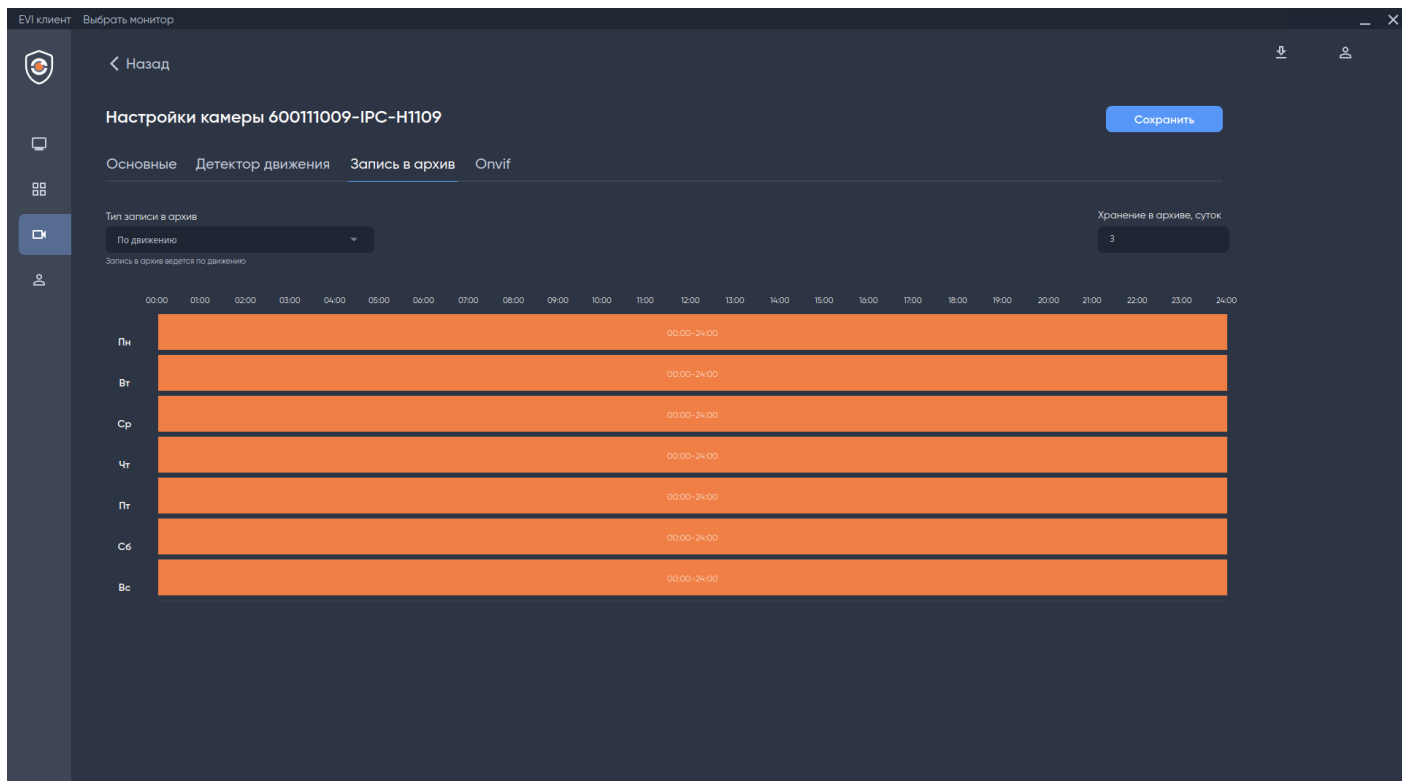 EVI клиент Выбрать монитор
Назад
Настройки камеры 600111009-IPC-H1109
Сохранить
Основные Детектор движения Запись в архив Onvif
Тип записи в архив
Хранение в архиве, суток
По движению
3
Запись в архив ведется по движению
00:00 01:00 02:00 03:00 04:00 05:00 06:00 07:00 08:00 09:00 10:00 11:00 12:00 13:00 14:00 15:00 16:00 17:00 18:00 19:00 20:00 21:00 22:00 23:00 24:00
Пн 00:00-24:00
Вт 00:00-24:00
Ср 00:00-24:00
Чт 00:00-24:00
Пт 00:00-24:00
Сб 00:00-24:00
Вс 00:00-24:00